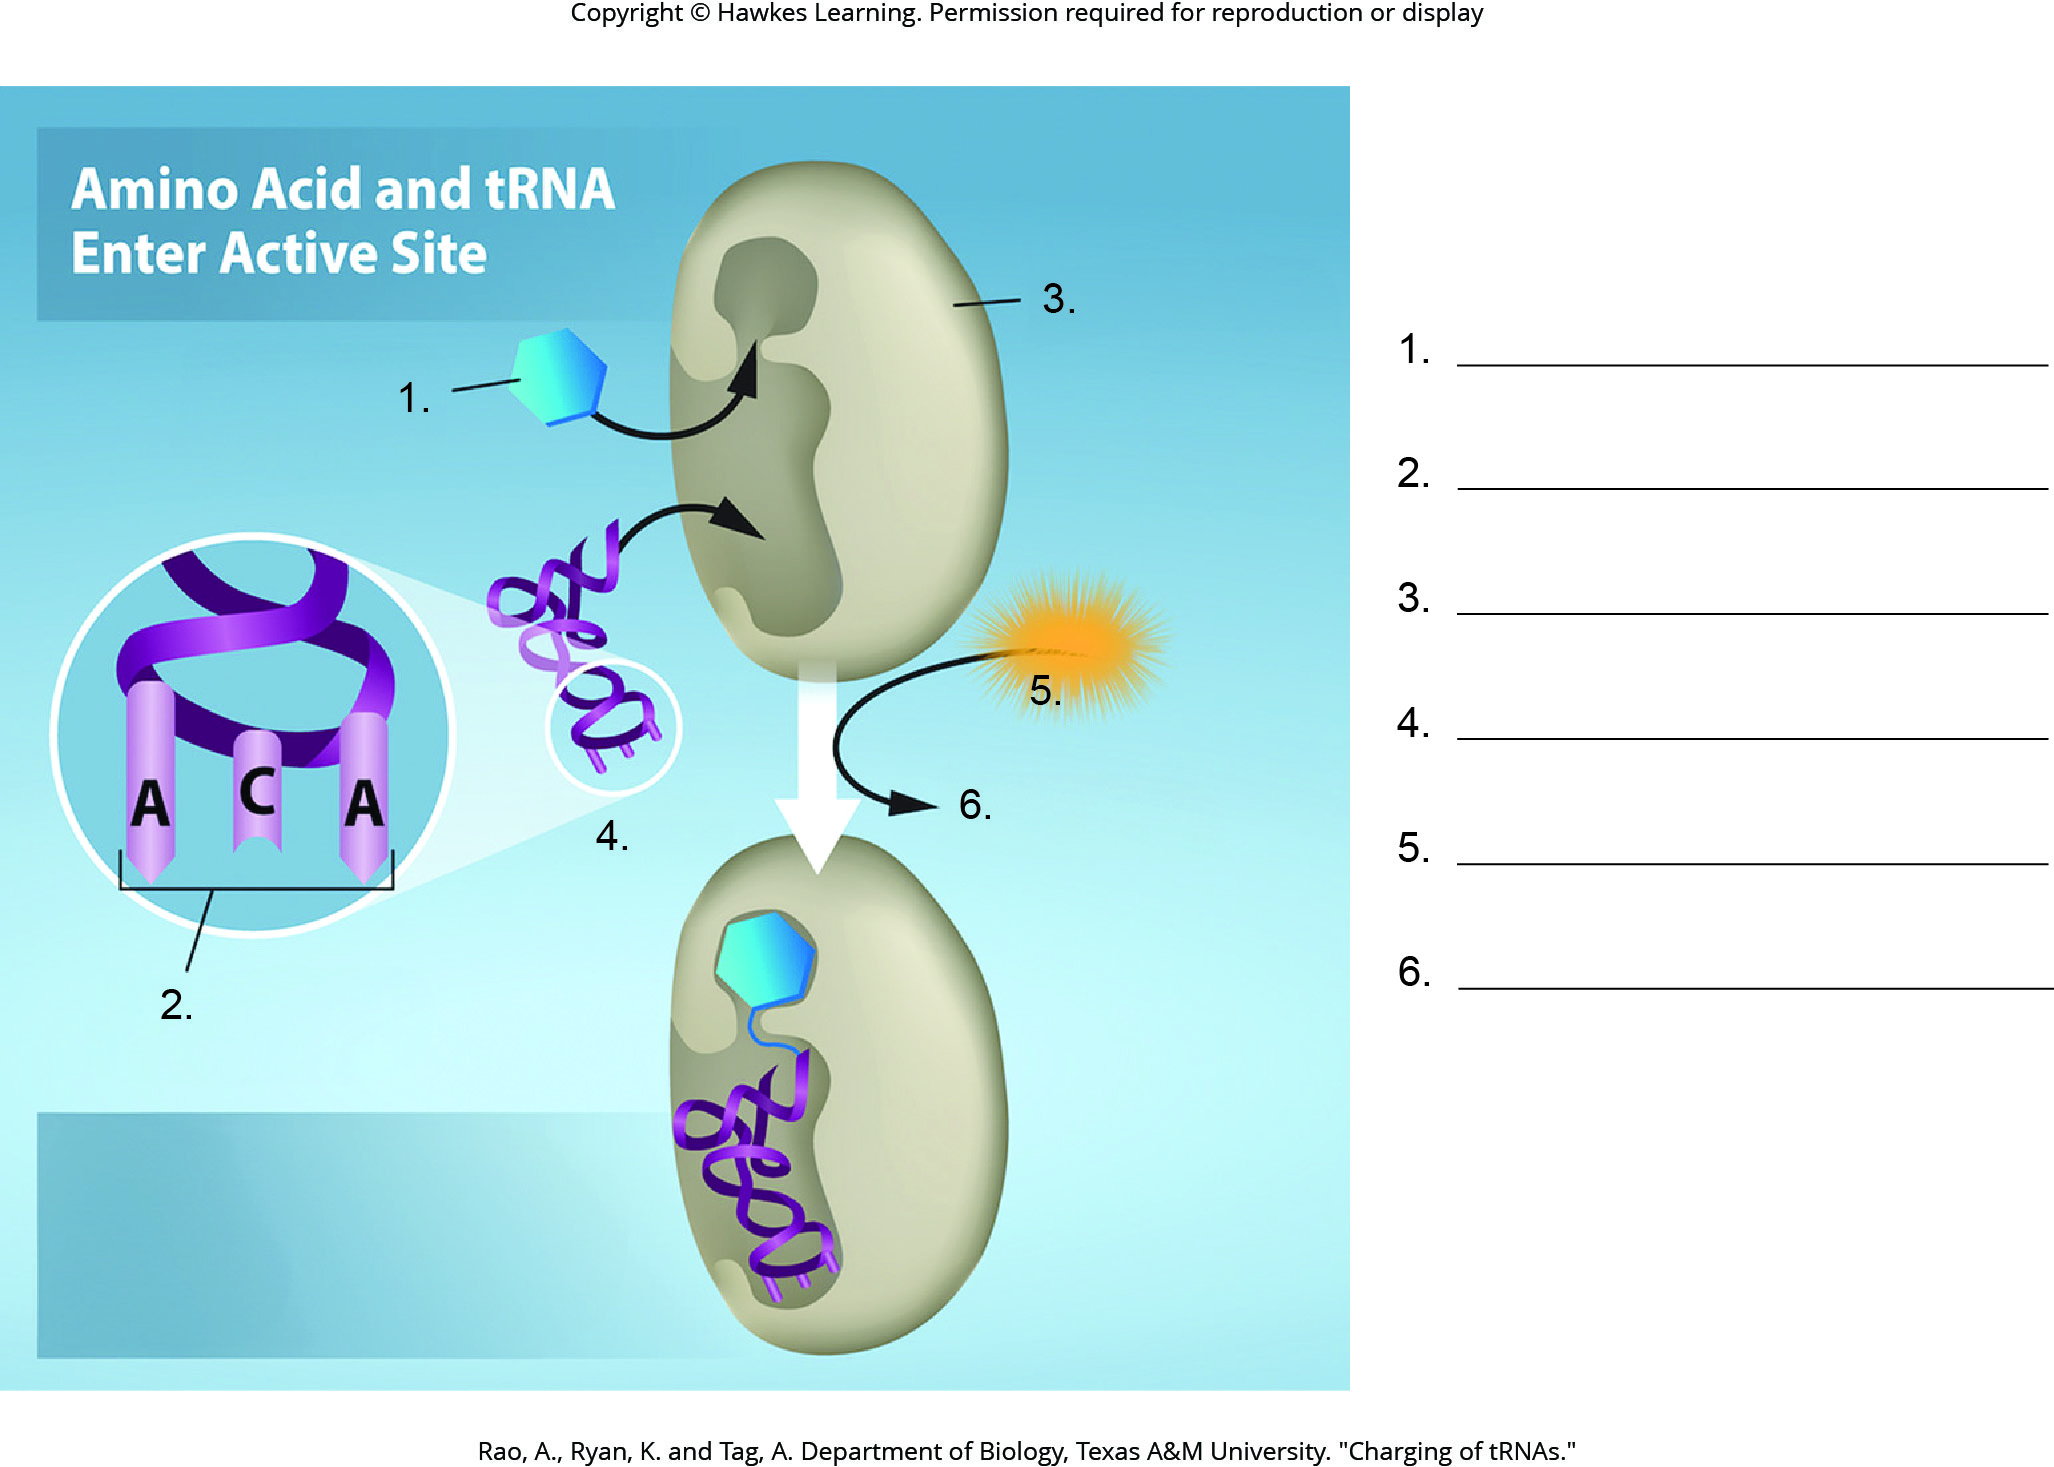 Copyright © Hawkes Learning. Permission required for reproduction or display
Amino Acid and tRNA
Enter Active Site
3.
1.
5.
6.
4.
A C A
2.
1.
2.
3.
4.
5.
6.
Rao, A., Ryan, K. and Tag, A. Department of Biology, Texas A&M University. "Charging of tRNAs."